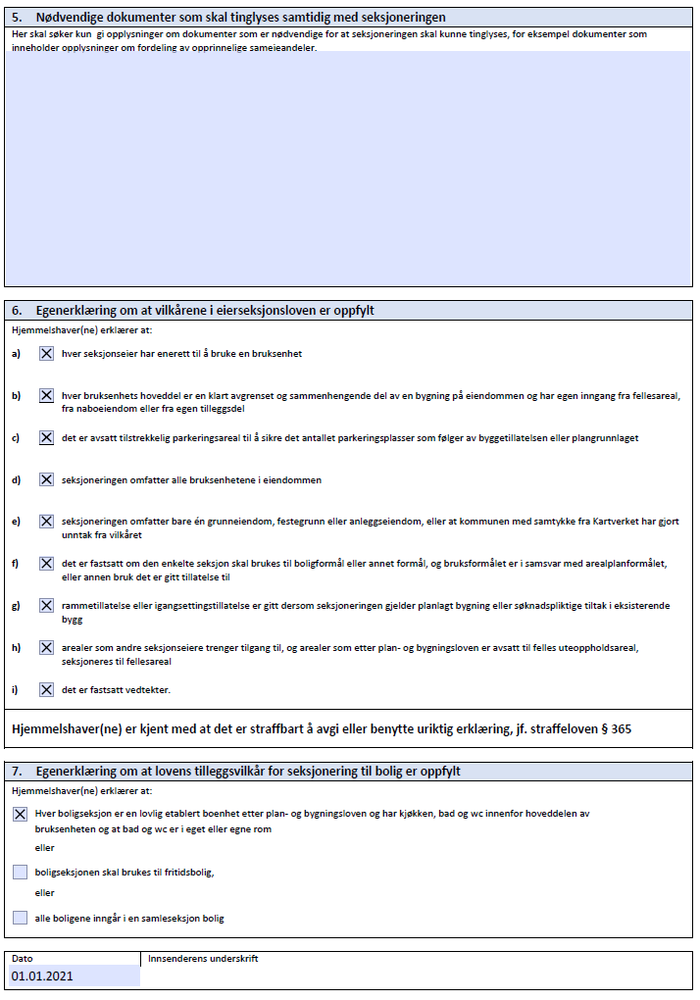 5. Nødvendige dokumenter som skal tinglyses samtidig med seksjoneringen
Her skal søker kun gi opplysninger om dokumenter som er nødvendige for at seksjoneringen skal kunne tinglyses, for eksempel dokumenter som
inneholder opplysninger om fordeling av opprinnelige sameieandeler.
6. Egenerklæring om at vilkårene i eierseksjonsloven er oppfylt
Hjemmelshaver(ne) erklærer at:
a) hver seksjonseier har enerett til å bruke en bruksenhet
b) hver bruksenhets hoveddel er en klart avgrenset og sammenhengende del av en bygning på eiendommen og har egen inngang fra fellesareal,
fra naboeiendom eller fra egen tilleggsdel
c) det er avsatt tilstrekkelig parkeringsareal til å sikre det antallet parkeringsplasser som følger av byggetillatelsen eller plangrunnlaget
d) seksjoneringen omfatter alle bruksenhetene i eiendommen
e) seksjoneringen omfatter bare én grunneiendom, festegrunn eller anleggseiendom, eller at kommunen med samtykke fra Kartverket har gjort
unntak fra vilkåret
f) det er fastsatt om den enkelte seksjon skal brukes til boligformål eller annet formål, og bruksformålet er i samsvar med arealplanformålet,
eller annen bruk det er gitt tillatelse til
g) rammetillatelse eller igangsettingstillatelse er gitt dersom seksjoneringen gjelder planlagt bygning eller søknadspliktige tiltak i eksisterende
bygg
h) arealer som andre seksjonseiere trenger tilgang til, og arealer som etter plan- og bygningsloven er avsatt til felles uteoppholdsareal,
seksjoneres til fellesareal
i) det er fastsatt vedtekter.
Hjemmelshaver(ne) er kjent med at det er straffbart å avgi eller benytte uriktig erklæring, jf. straffeloven § 365
7. Egenerklæring om at lovens tilleggsvilkår for seksjonering til bolig er oppfylt
Hjemmelshaver(ne) erklærer at:
Hver boligseksjon er en lovlig etablert boenhet etter plan- og bygningsloven og har kjøkken, bad og wc innenfor hoveddelen av
bruksenheten og at bad og wc er i eget eller egne rom
eller
boligseksjonen skal brukes til fritidsbolig,
eller
alle boligene inngår i en samleseksjon bolig
Dato Innsenderens underskrift
01.01.2021